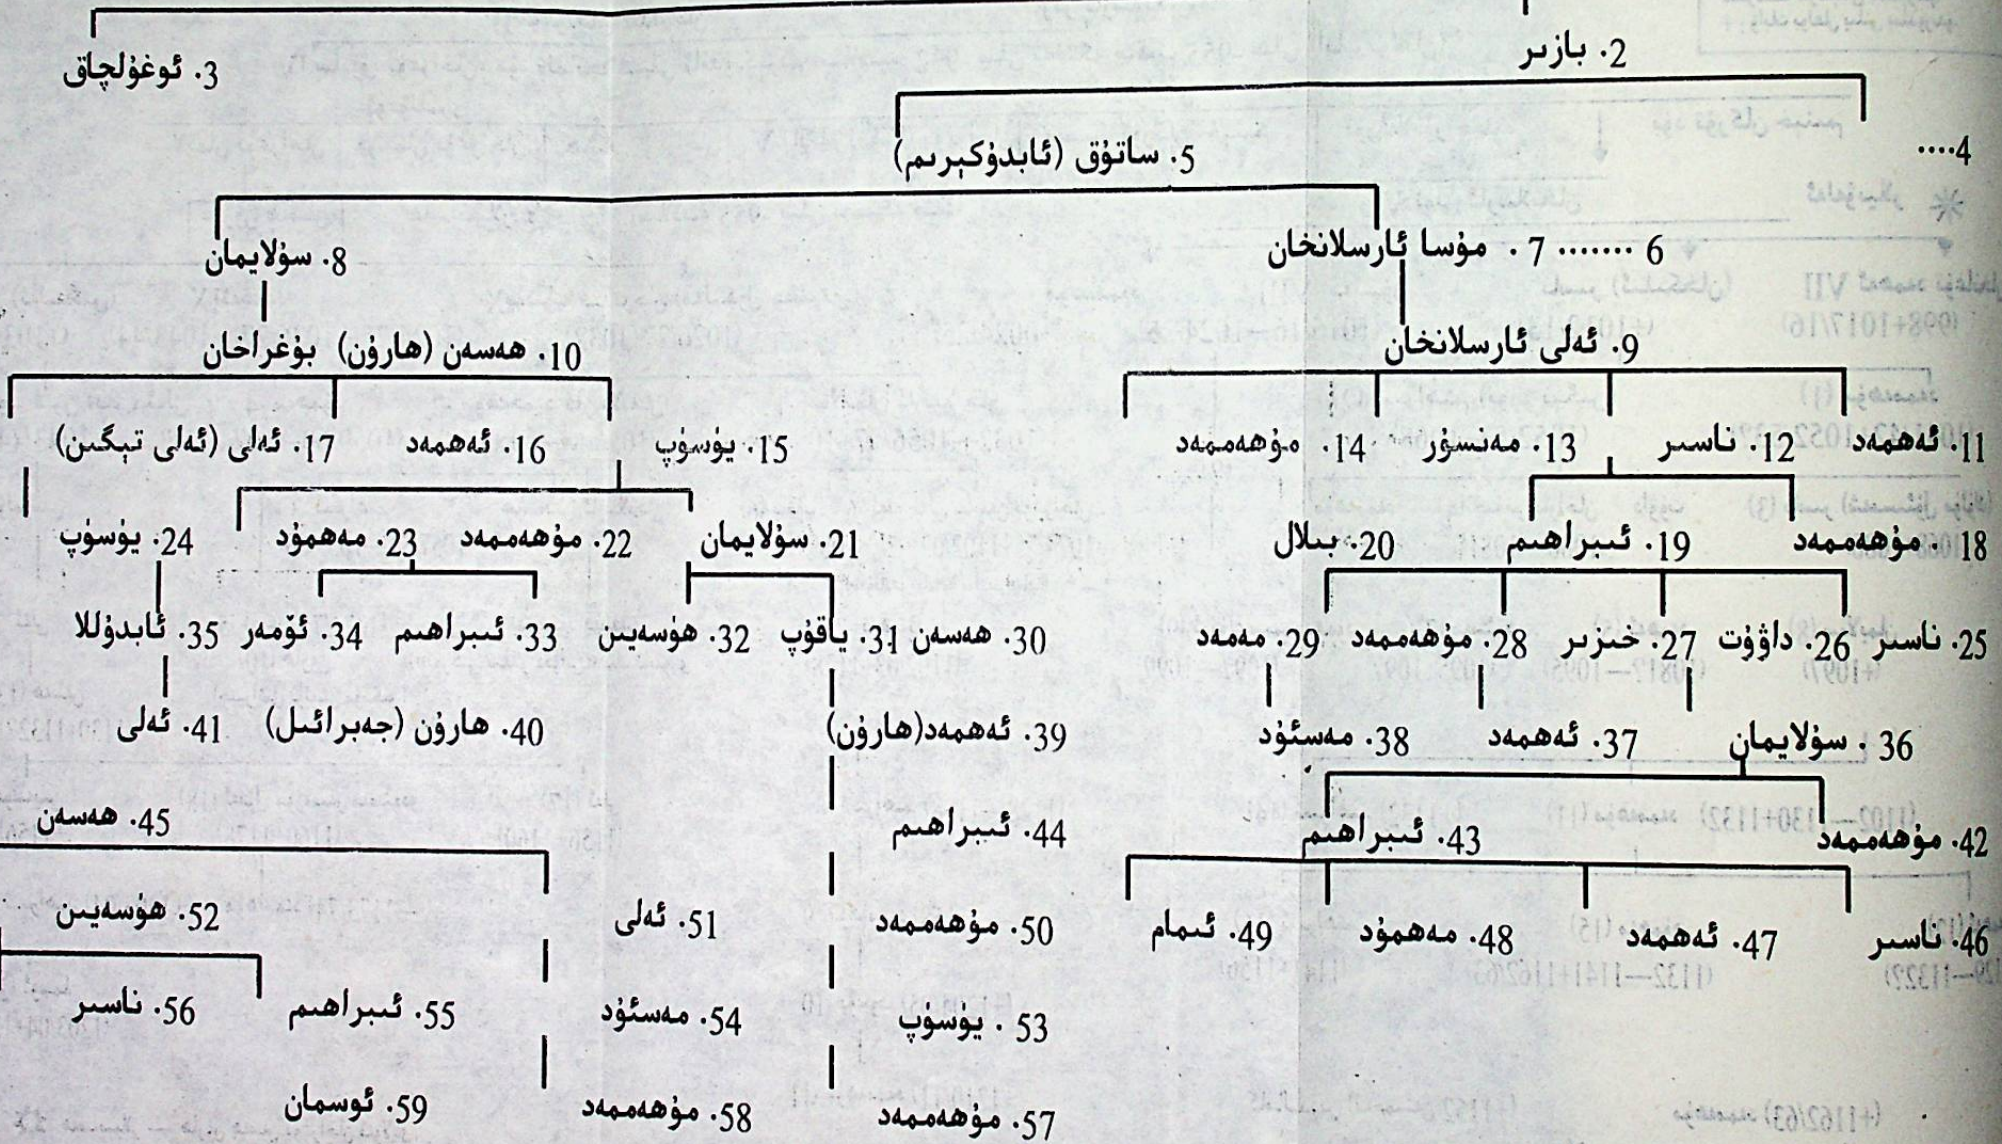 2. بازىر
3. ئوغۇلچاق
4....
5. ساتۇق (ئابدۇكېرىم)
6 ....... 7 . مۇسا ئارسلانخان
8. سۇلايمان
9. ئەلى ئارسلانخان
10. ھەسەن (ھارۇن) بۇغراخان
11. ئەھمەد
12. ناسىر
13. مەنسۇر
14. مۇھەممەد
15. يۈسۈپ
16. ئەھمەد
17. ئەلى (ئەلى تېگىن)
18 . مۇھەممەد
19. ئىبراھىم
20. بىلال
21. سۇلايمان
22. مۇھەممەد
23. مەھمۇد
24. يۈسۈپ
25. ناسىر
26. داۋۇت
27. خىزىر
28. مۇھەممەد
29. مەمەد
30. ھەسەن
31. ياقۇپ
32. ھۈسەيىن
33. ئىبراھىم
34. ئۆمەر
35. ئابدۇللا
36 . سۇلايمان
37. ئەھمەد
38. مەسئۇد
39. ئەھمەد(ھارۇن)
40. ھارۇن (جەبرائىل)
41. ئەلى
42. مۇھەممەد
43. ئىبراھىم
44. ئىبراھىم
45. ھەسەن
46. ناسىر
47. ئەھمەد
48. مەھمۇد
49. ئىمام
50. مۇھەممەد
51. ئەلى
52. ھۈسەيىن
53 . يۈسۈپ
54. مەسئۇد
55. ئىبراھىم
56. ناسىر
57. مۇھەممەد
58. مۇھەممەد
59. ئوسمان